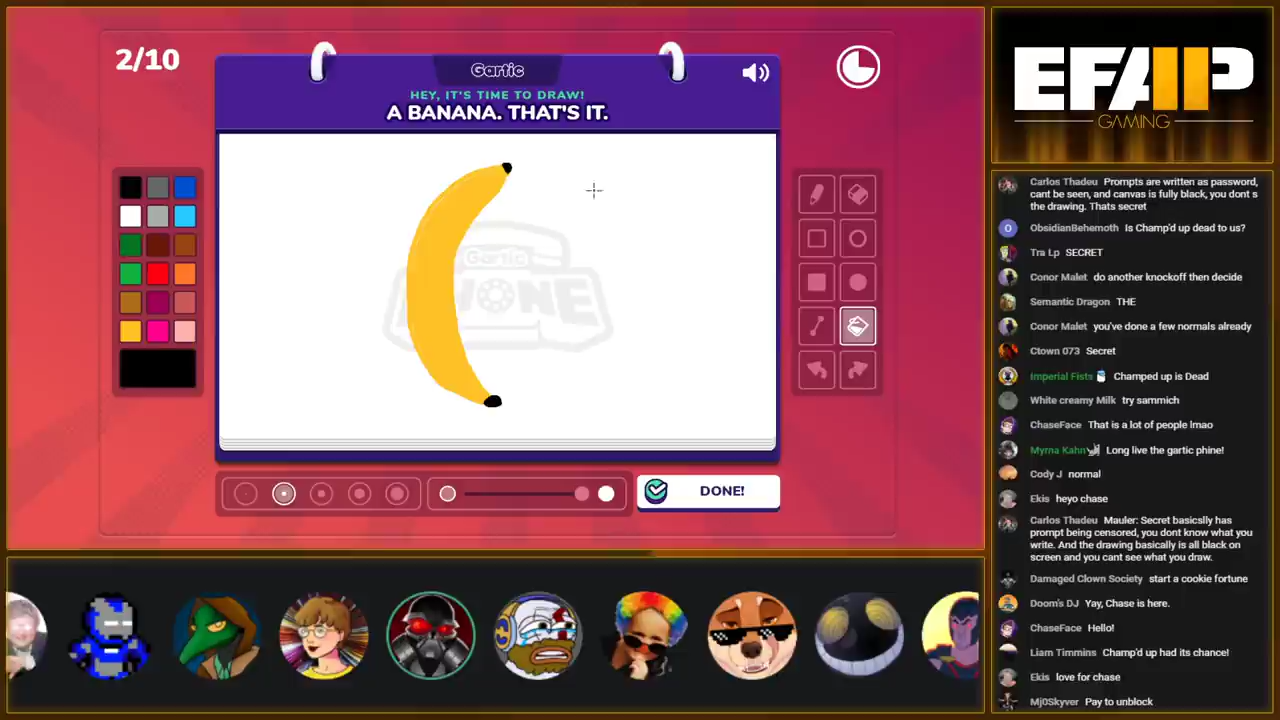 2/10
Gartic
HEY, IT'S TIME TO DRAW!
A BANANA. THAT'S IT.
Gartic
PHONE
DONE!
EFAP
GAMING
Carlos Thadeu Prompts are written as password,
cant be seen, and canvas is fully black, you dont s
the drawing. Thats secret
O
ObsidianBehemoth Is Champ'd up dead to us?
Tra Lp SECRET
Conor Malet do another knockoff then decide
Semantic Dragon THE
Conor Malet you've done a few normals already
Ctown 073 Secret
Imperial Fists Champed up is Dead
White creamy Milk try sammich
ChaseFace That is a lot of people lmao
Myrna Kahn Long live the gartic phine!
Cody J normal
Ekis heyo chase
Carlos Thadeu Mauler: Secret basicslly has
prompt being censored, you dont know what you
write. And the drawing basically is all black on
screen and you cant see what you draw.
Damaged Clown Society start a cookie fortune
Doom's DJ Yay, Chase is here.
ChaseFace Hello!
Liam Timmins Champ'd up had its chance!
Ekis love for chase
Mj0Skyver Pay to unblock